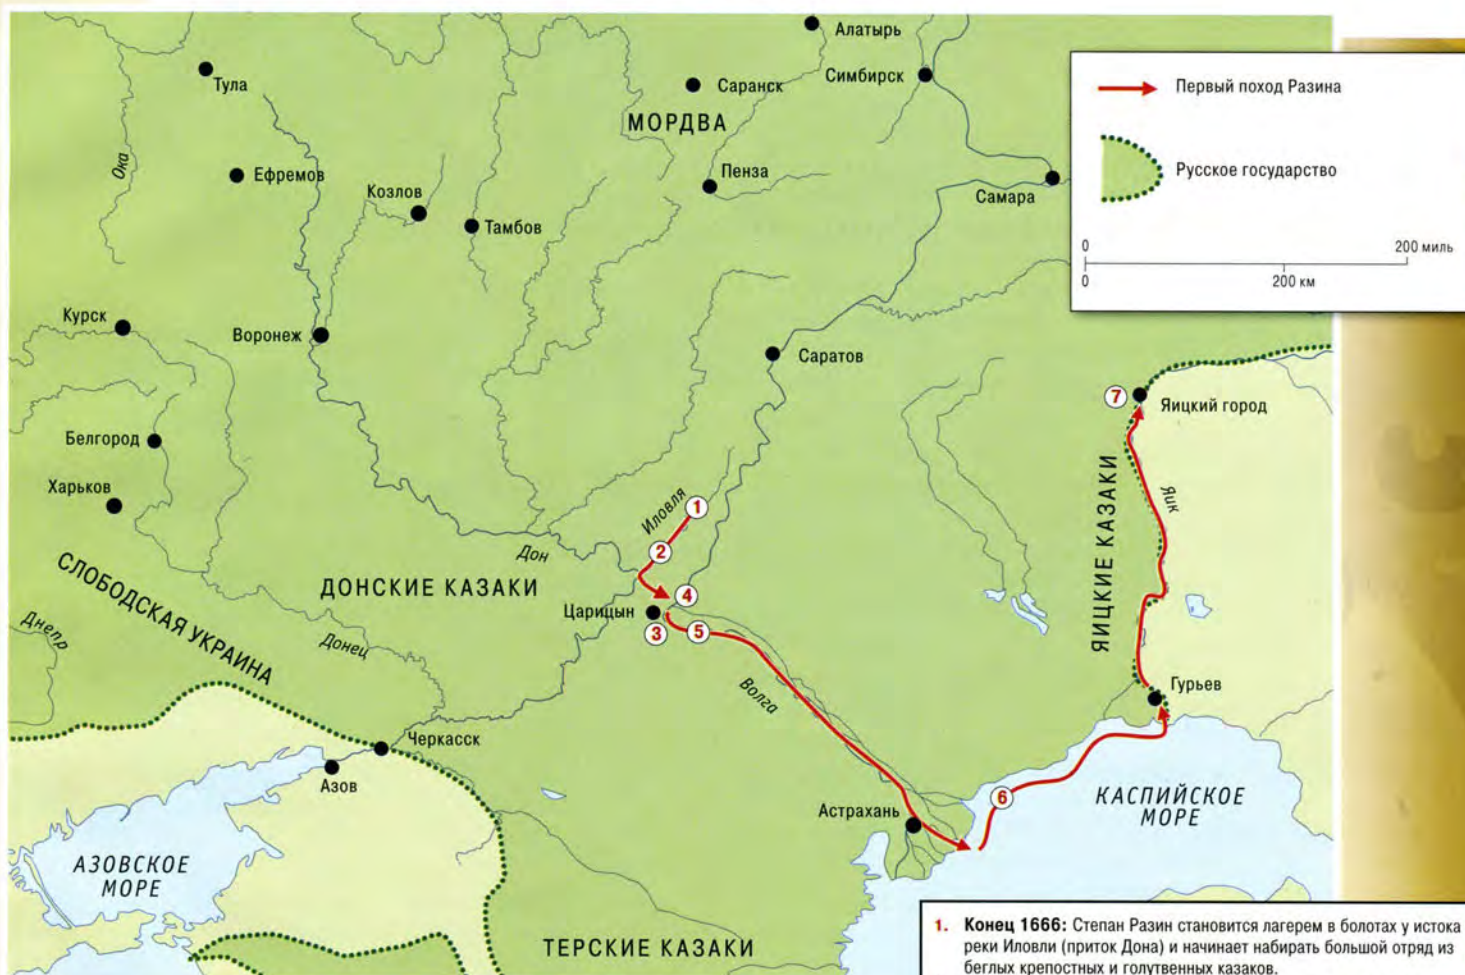 Алатырь
Симбирск
Тула
Саранск
МОРДВА
Ока
Ефремов
Козлов
Пенза
Тамбов
Самара
Первый поход Разина
Русское государство
0
200 миль
0
200 км
Курск
Воронеж
Саратов
7
Яицкий город
Белгород
Харьков
Иловля
1
ЯИЦКИЕ КАЗАКИ
Яик
2
Дон
СЛОБОДСКАЯ УКРАИНА
ДОНСКИЕ КАЗАКИ
4
Царицын
3
5
Днепр
Донец
Волга
Гурьев
Черкасск
Азов
6
КАСПИЙСКОЕ
МОРЕ
Астрахань
АЗОВСКОЕ
МОРЕ
ТЕРСКИЕ КАЗАКИ
1. Конец 1666: Степан Разин становится лагерем в болотах у истока
реки Иловли (приток Дона) и начинает набирать большой отряд из
беглых крепостных и голутвенных казаков.